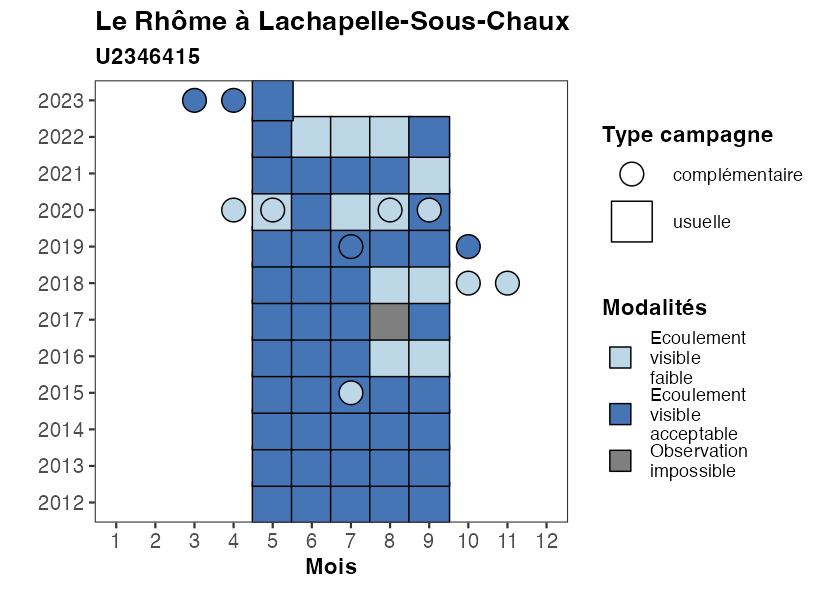 Le Rhôme à Lachapelle-Sous-Chaux
U2346415
2023
2022
2021
2020
2019
2018
2017
2016
2015
2014
2013
2012
1 2 3 4 5 6 7 8 9 10 11 12
Mois
Type campagne
complémentaire
usuelle
Modalités
Ecoulement
visible
faible
Ecoulement
visible
acceptable
Observation
impossible